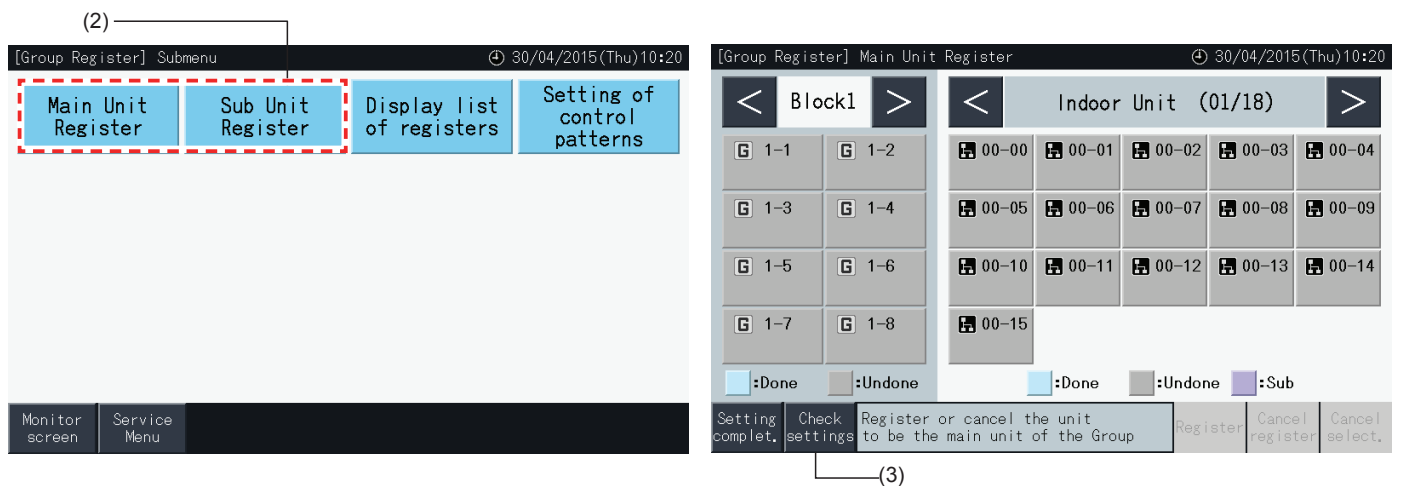 (2)
[Group Register] Submenu 30/04/2015(Thu)10:20
Main Unit
Register
Sub Unit
Register
Display list
of registers
Setting of
control
patterns
Monitor
screen
Service
Menu
[Group Register] Main Unit Register 30/04/2015(Thu)10:20
< Block1 >
G 1-1 G 1-2
G 1-3 G 1-4
G 1-5 G 1-6
G 1-7 G 1-8
:Done :Undone
< Indoor Unit (01/18) >
00-00 00-01 00-02 00-03 00-04
00-05 00-06 00-07 00-08 00-09
00-10 00-11 00-12 00-13 00-14
00-15
:Done :Undone :Sub
Setting
complet.
Check
settings
Register or cancel the unit
to be the main unit of the Group
Register
Cancel
register
Cancel
select.
(3)